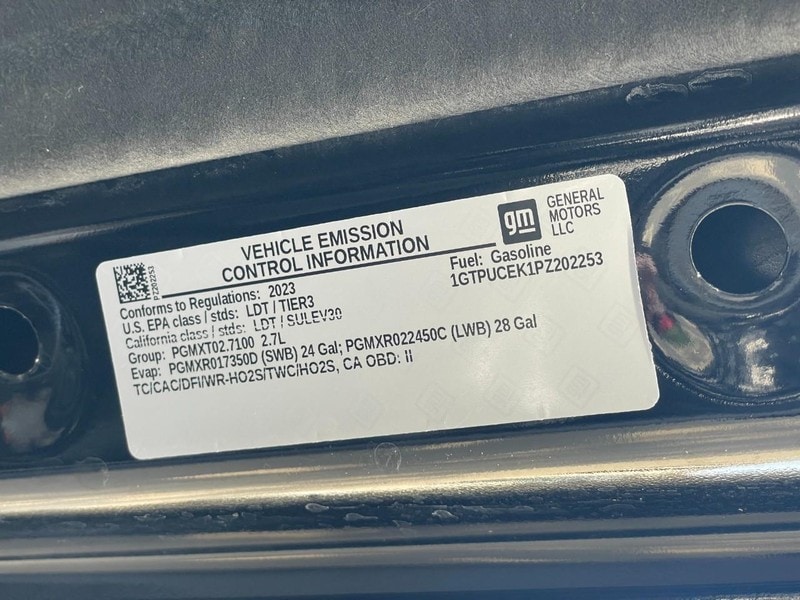 PZ202253
VEHICLE EMISSION
CONTROL INFORMATION
gm
GENERAL
MOTORS
LLC
Conforms to Regulations: 2023
Fuel: Gasoline
U.S. EPA class / stds: LDT / TIER3
1GTPUCEK1PZ202253
California class / stds: LDT / SULEV30
Group: PGMXT02.7100 2.7L
Evap: PGMXR017350D (SWB) 24 Gal; PGMXR022450C (LWB) 28 Gal
TC/CAC/DFI/WR-HO2S/TWC/HO2S, CA OBD: II